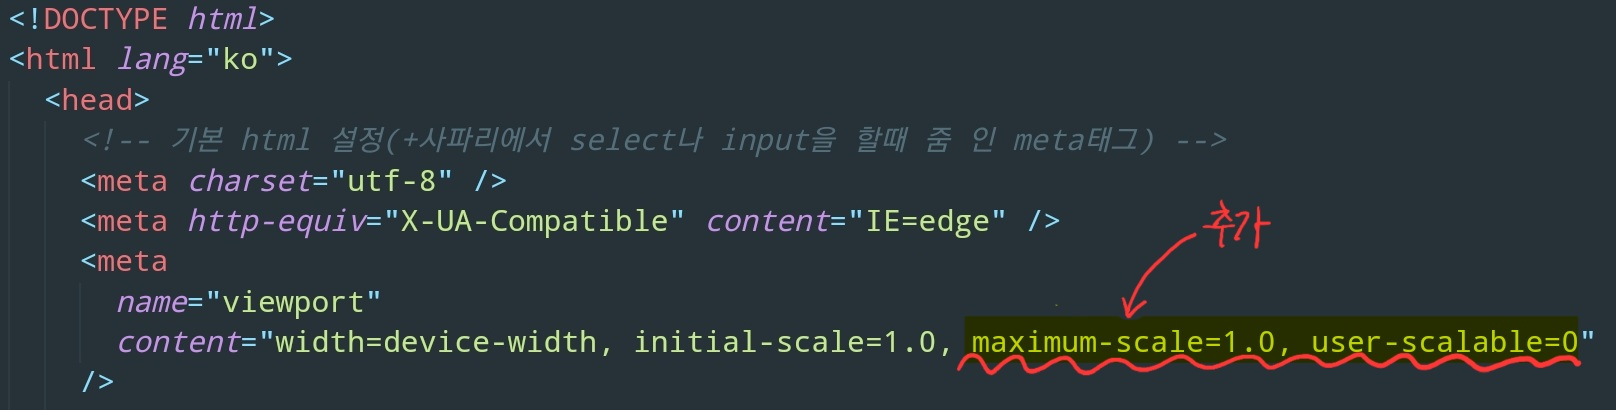 <!DOCTYPE html>
<html lang="ko">
<head>
<!-- 기본 html 설정(+사파리에서 select나 input을 할때 줌 인 meta태그) -->
<meta charset="utf-8" />
<meta http-equiv="X-UA-Compatible" content="IE=edge" />
추가
<meta
name="viewport"
content="width=device-width, initial-scale=1.0, maximum-scale=1.0, user-scalable=0"
/>